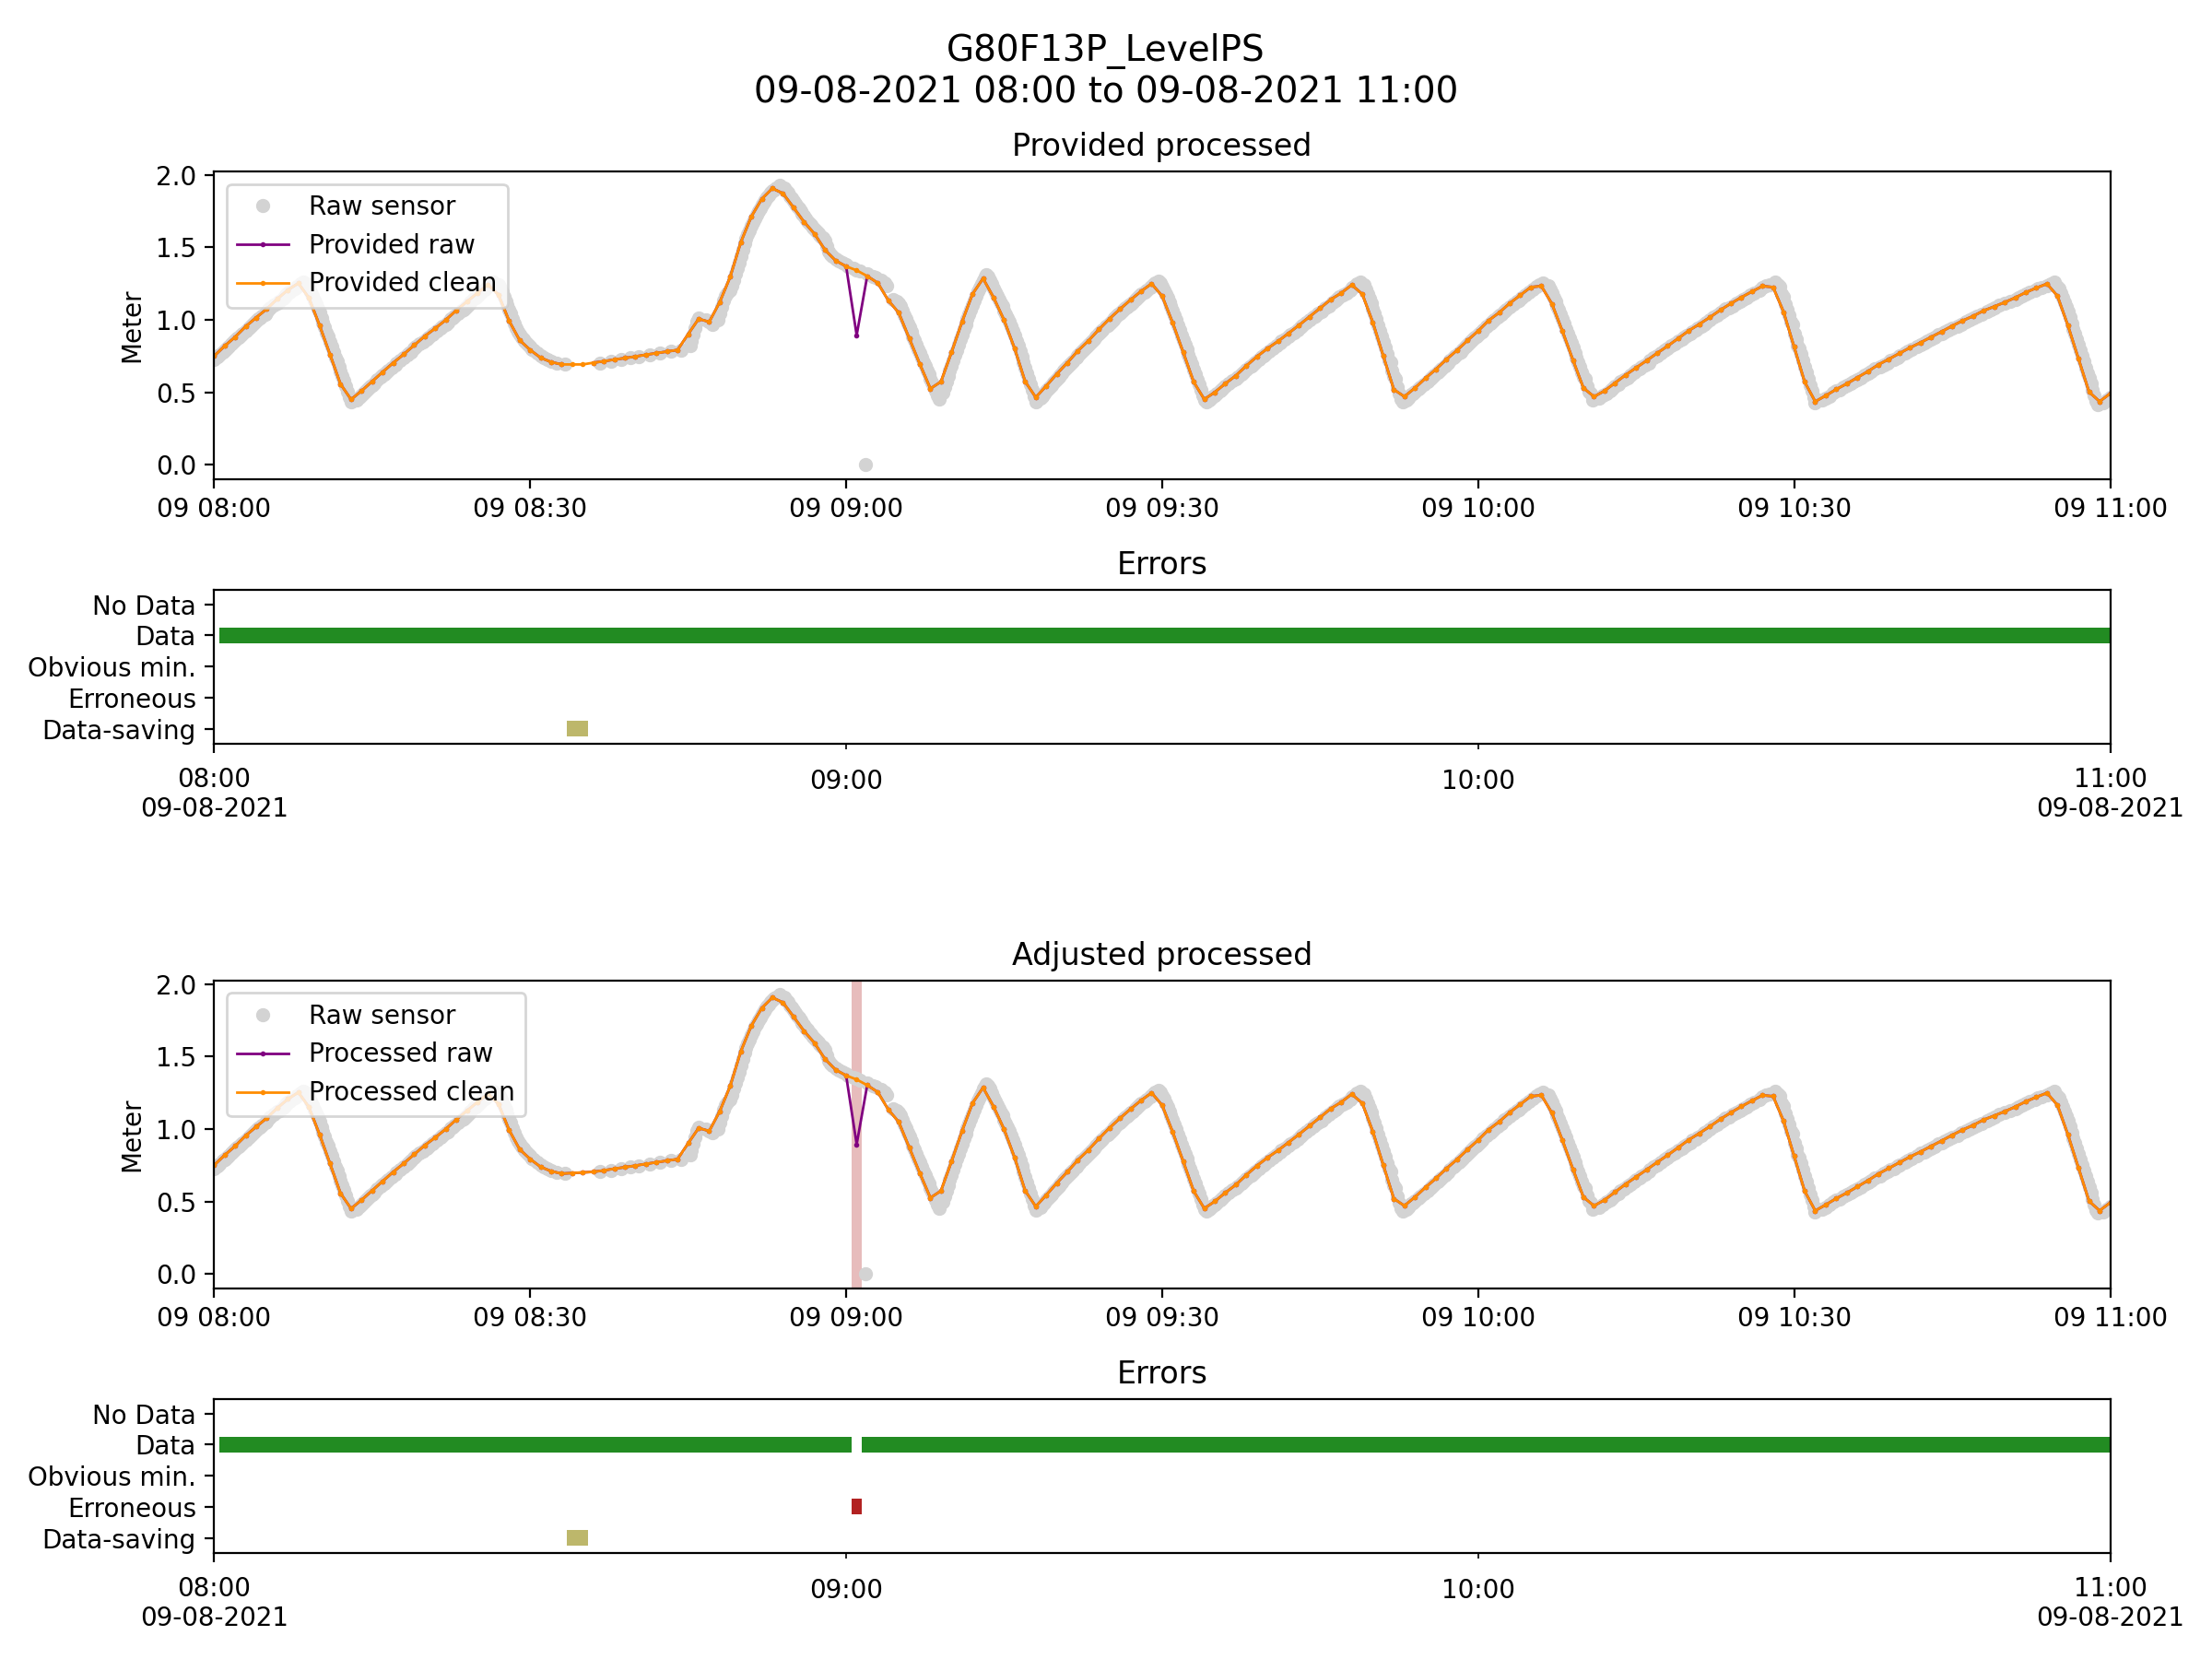 G80F13P_LevelPS
09-08-2021 08:00 to 09-08-2021 11:00
Provided processed
Meter
2.0
1.5
1.0
0.5
0.0
Raw sensor
Provided raw
Provided clean
09 08:00 09 08:30 09 09:00 09 09:30 09 10:00 09 10:30 09 11:00
Errors
No Data
Data
Obvious min.
Erroneous
Data-saving
08:00 09:00 10:00 11:00
09-08-2021 09-08-2021
Adjusted processed
Meter
2.0
1.5
1.0
0.5
0.0
Raw sensor
Processed raw
Processed clean
09 08:00 09 08:30 09 09:00 09 09:30 09 10:00 09 10:30 09 11:00
Errors
No Data
Data
Obvious min.
Erroneous
Data-saving
08:00 09:00 10:00 11:00
09-08-2021 09-08-2021